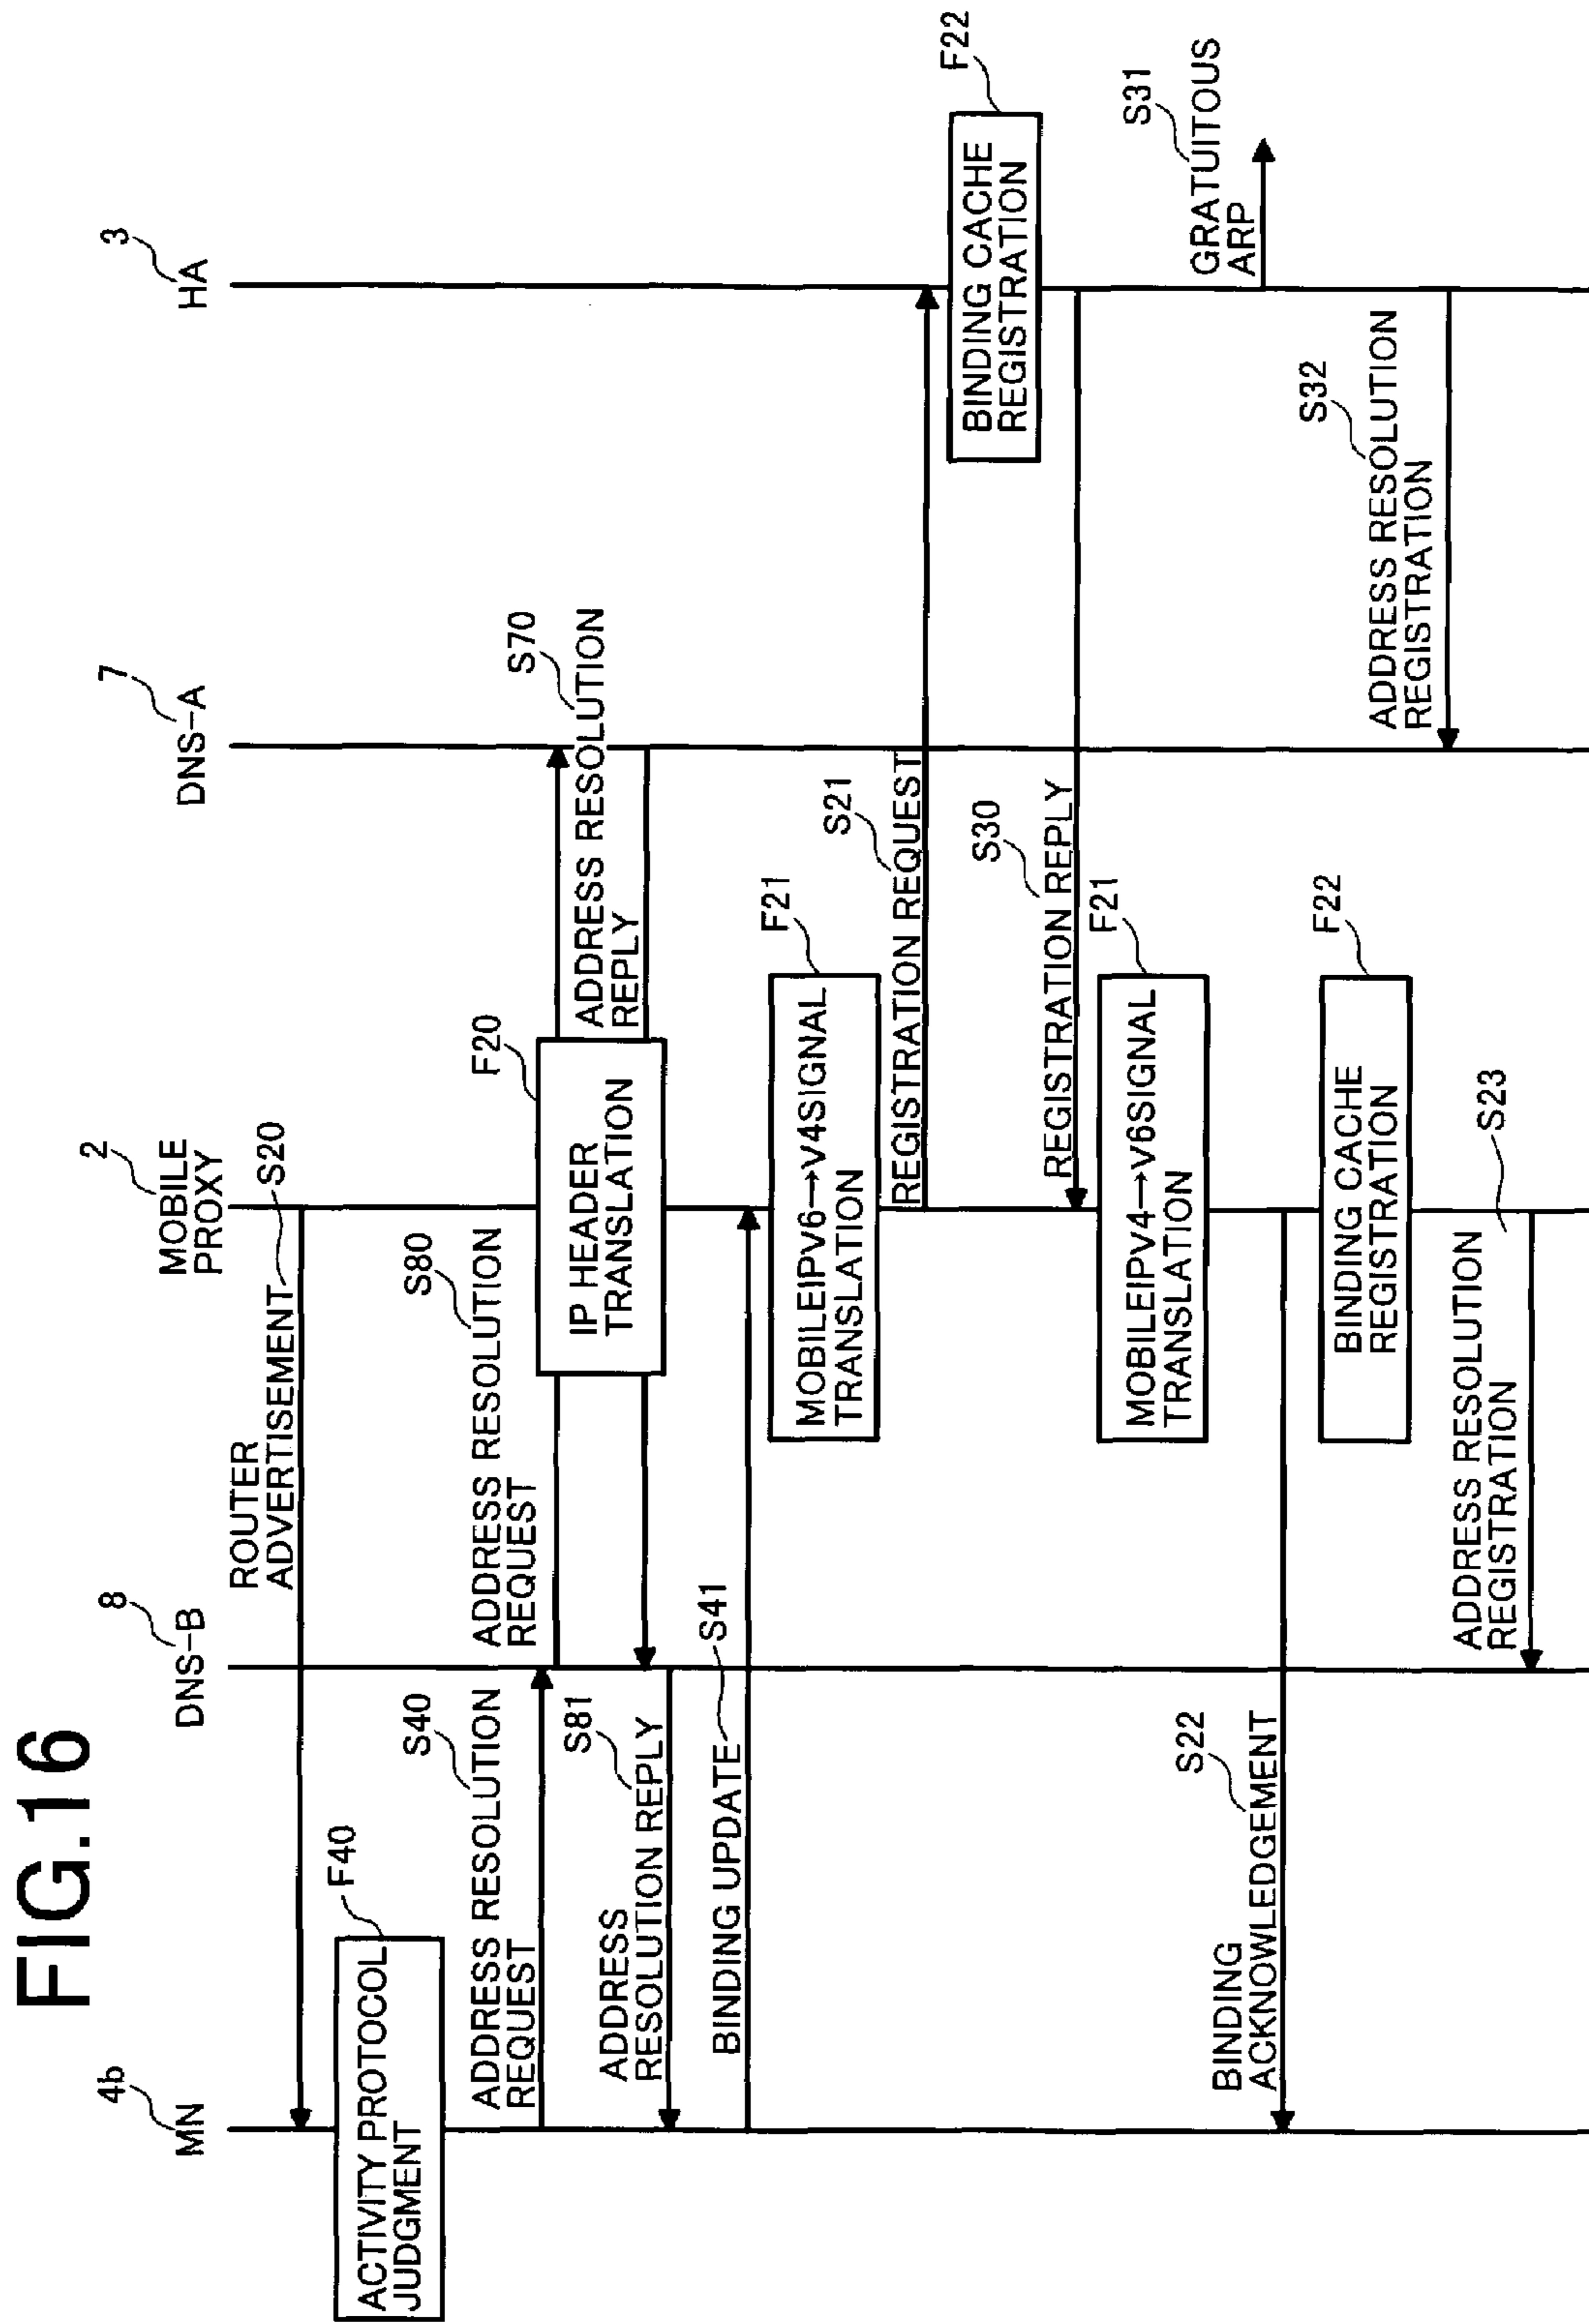 FIG.16
4b
MN
8
DNS-B
2
MOBILE
PROXY
7
DNS-A
3
HA
ROUTER
ADVERTISEMENT
S20
F40
ACTIVITY PROTOCOL
JUDGMENT
S40
ADDRESS RESOLUTION
REQUEST
S80
ADDRESS RESOLUTION
REQUEST
F20
IP HEADER
TRANSLATION
S70
ADDRESS RESOLUTION
REPLY
S81
ADDRESS
RESOLUTION REPLY
BINDING UPDATE
S41
F21
MOBILEIPV6→V4SIGNAL
TRANSLATION
S21
REGISTRATION REQUEST
F22
BINDING CACHE
REGISTRATION
S30
REGISTRATION REPLY
F21
MOBILEIPV4→V6SIGNAL
TRANSLATION
S31
GRATUITOUS
ARP
S22
BINDING
ACKNOWLEDGEMENT
F22
BINDING CACHE
REGISTRATION
S32
ADDRESS RESOLUTION
REGISTRATION
S23
ADDRESS RESOLUTION
REGISTRATION